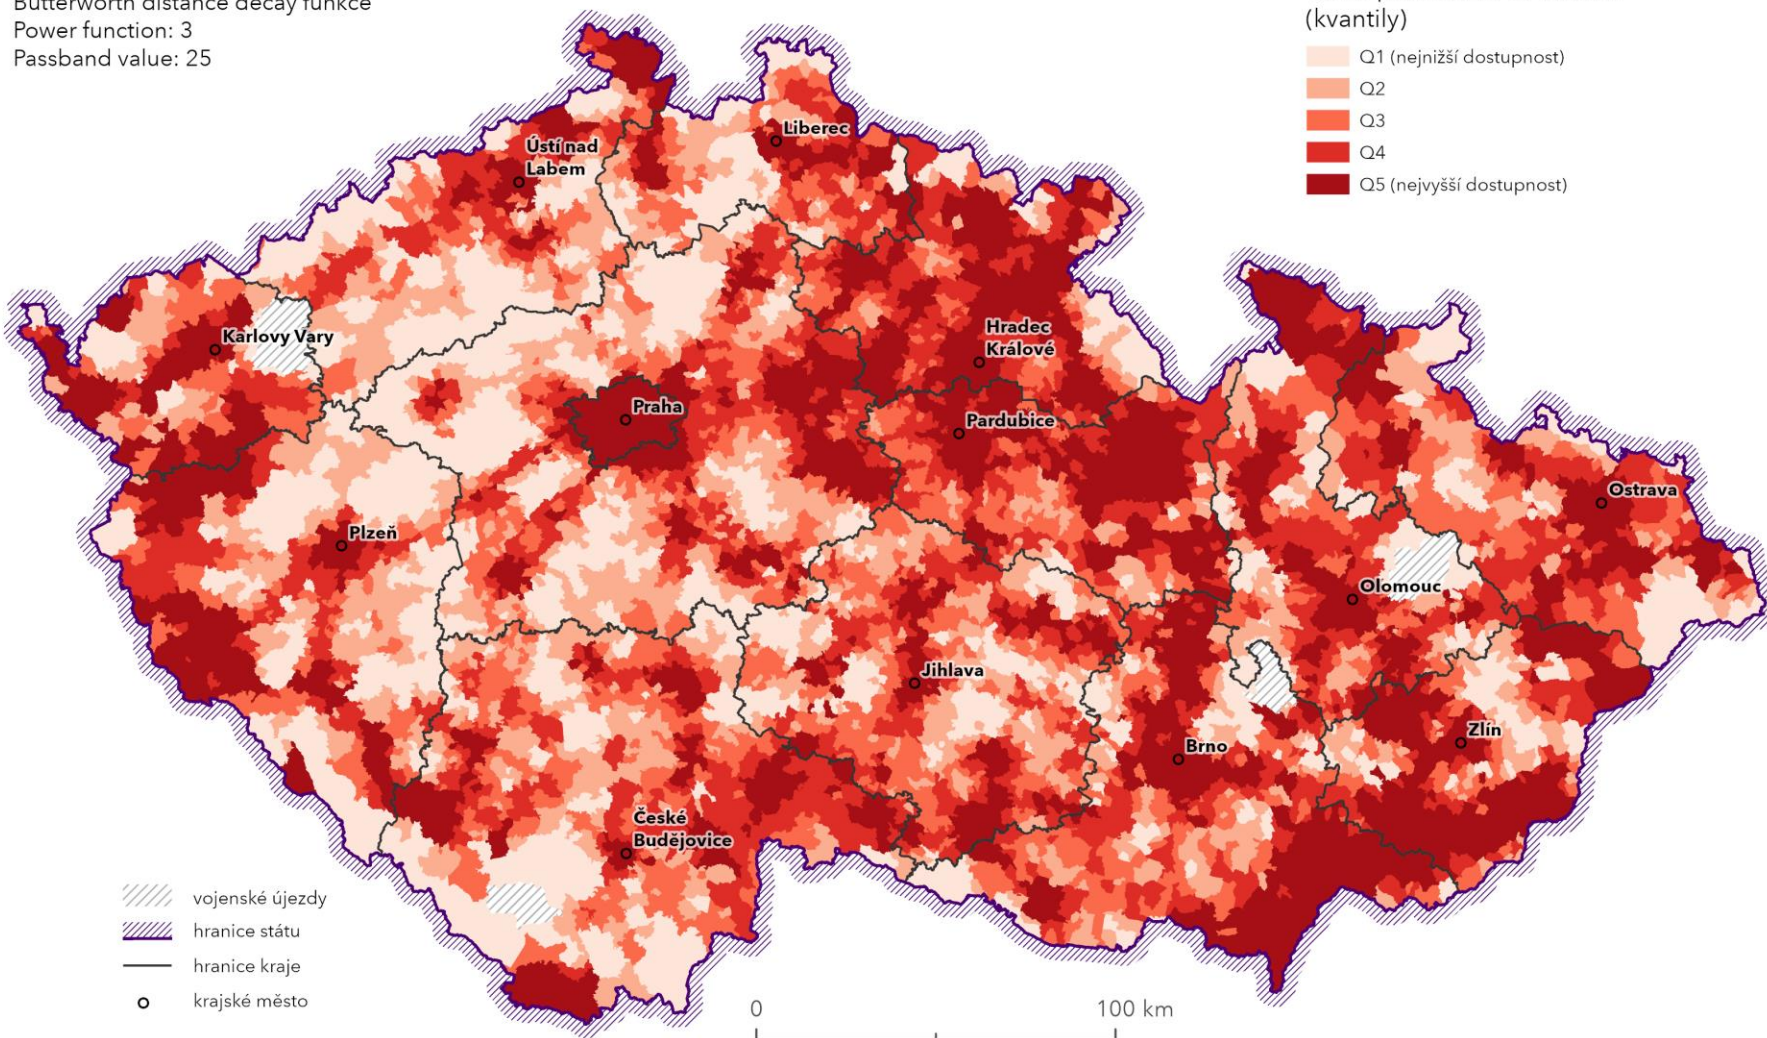 Butterworth distance decay funkce
Power function: 3
Passband value: 25
(kvantily)
Q1 (nejnižší dostupnost)
Q2
Q3
Q4
Q5 (nejvyšší dostupnost)
Liberec
Ústí nad
Labem
Karlovy Vary
Hradec
Králové
Praha
Pardubice
Ostrava
Plzeň
Olomouc
Jihlava
Zlín
Brno
České
Budějovice
vojenské újezdy
hranice státu
hranice kraje
krajské město
0
100 km